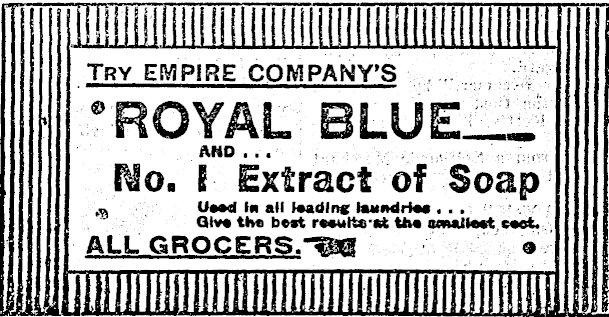 TRY EMPIRE COMPANY'S
ROYAL BLUE
AND...
No. 1 Extract of Soap
Used in all leading laundries...
Give the best results at the smallest cost.
ALL GROCERS.